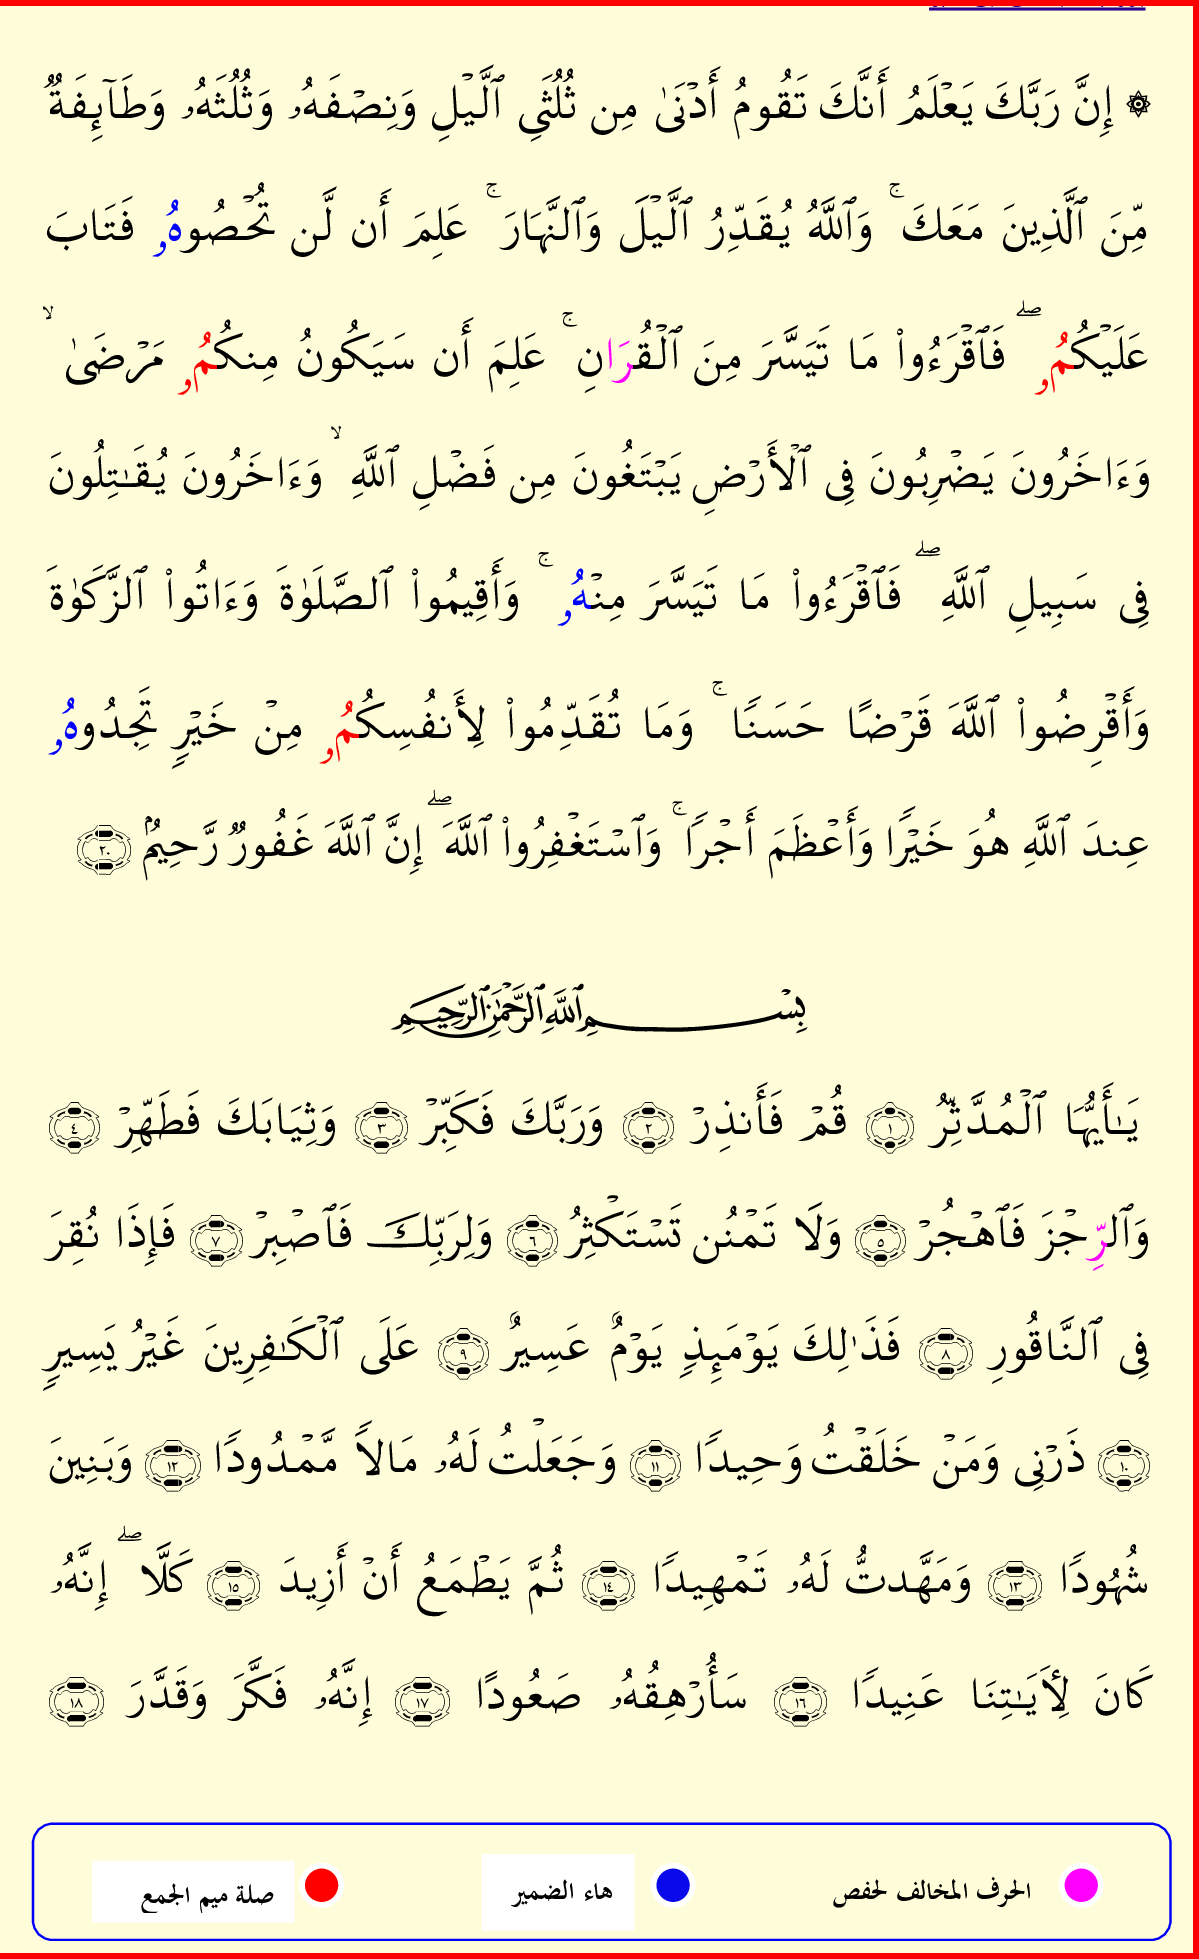 ۞ إِنَّ رَبَّكَ يَعْلَمُ أَنَّكَ تَقُومُ أَدْنَىٰ مِن ثُلُثَىِ ٱلَّيْلِ وَنِصْفَهُۥ وَثُلُثَهُۥ وَطَآئِفَةٌ
مِّنَ ٱلَّذِينَ مَعَكَ ۚ وَٱللَّهُ يُقَدِّرُ ٱلَّيْلَ وَٱلنَّهَارَ ۚ عَلِمَ أَن لَّن تُحْصُوهُۥ فَتَابَ
عَلَيْكُمُۥ ۖ فَٱقْرَءُوا۟ مَا تَيَسَّرَ مِنَ ٱلْقُرَانِ ۚ عَلِمَ أَن سَيَكُونُ مِنكُمُۥ مَرْضَىٰ ۙ
وَءَاخَرُونَ يَضْرِبُونَ فِى ٱلْأَرْضِ يَبْتَغُونَ مِن فَضْلِ ٱللَّهِ ۙ وَءَاخَرُونَ يُقَـٰتِلُونَ
فِى سَبِيلِ ٱللَّهِ ۖ فَٱقْرَءُوا۟ مَا تَيَسَّرَ مِنْهُۥ ۚ وَأَقِيمُوا۟ ٱلصَّلَوٰةَ وَءَاتُوا۟ ٱلزَّكَوٰةَ
وَأَقْرِضُوا۟ ٱللَّهَ قَرْضًا حَسَنًا ۚ وَمَا تُقَدِّمُوا۟ لِأَنفُسِكُمُۥ مِنْ خَيْرٍ تَجِدُوهُۥ
عِندَ ٱللَّهِ هُوَ خَيْرًا وَأَعْظَمَ أَجْرًا ۚ وَٱسْتَغْفِرُوا۟ ٱللَّهَ ۖ إِنَّ ٱللَّهَ غَفُورٌ رَّحِيمٌۢ ٢٠
بِسْمِ ٱللَّهِ ٱلرَّحْمَٰنِ ٱلرَّحِيمِ
يَـٰٓأَيُّهَا ٱلْمُدَّثِّرُ ١ قُمْ فَأَنذِرْ ٢ وَرَبَّكَ فَكَبِّرْ ٣ وَثِيَابَكَ فَطَهِّرْ ٤
وَٱلرِّجْزَ فَٱهْجُرْ ٥ وَلَا تَمْنُن تَسْتَكْثِرُ ٦ وَلِرَبِّكَ فَٱصْبِرْ ٧ فَإِذَا نُقِرَ
فِى ٱلنَّاقُورِ ٨ فَذَٰلِكَ يَوْمَئِذٍ يَوْمٌ عَسِيرٌ ٩ عَلَى ٱلْكَـٰفِرِينَ غَيْرُ يَسِيرٍ
١٠ ذَرْنِى وَمَنْ خَلَقْتُ وَحِيدًا ١١ وَجَعَلْتُ لَهُۥ مَالًا مَّمْدُودًا ١٢ وَبَنِينَ
شُهُودًا ١٣ وَمَهَّدتُّ لَهُۥ تَمْهِيدًا ١٤ ثُمَّ يَطْمَعُ أَنْ أَزِيدَ ١٥ كَلَّا ۖ إِنَّهُۥ
كَانَ لِأَيَـٰتِنَا عَنِيدًا ١٦ سَأُرْهِقُهُۥ صَعُودًا ١٧ إِنَّهُۥ فَكَّرَ وَقَدَّرَ ١٨
الحرف المخالف لحفص
هاء الضمير
صلة ميم الجمع